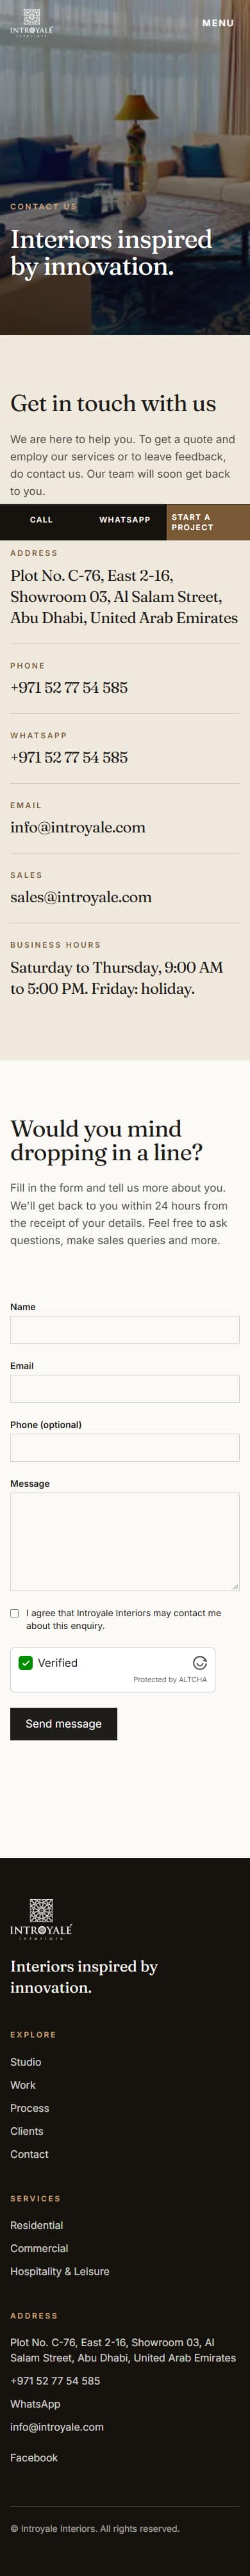 INTROYALÉ
interiors
MENU
CONTACT US
Interiors inspired
by innovation.
Get in touch with us
We are here to help you. To get a quote and
employ our services or to leave feedback,
do contact us. Our team will soon get back
to you.
CALL
WHATSAPP
START A
PROJECT
ADDRESS
Plot No. C-76, East 2-16,
Showroom 03, Al Salam Street,
Abu Dhabi, United Arab Emirates
PHONE
+971 52 77 54 585
WHATSAPP
+971 52 77 54 585
EMAIL
info@introyale.com
SALES
sales@introyale.com
BUSINESS HOURS
Saturday to Thursday, 9:00 AM
to 5:00 PM. Friday: holiday.
Would you mind
dropping in a line?
Fill in the form and tell us more about you.
We'll get back to you within 24 hours from
the receipt of your details. Feel free to ask
questions, make sales queries and more.
Name
Email
Phone (optional)
Message
I agree that Introyale Interiors may contact me
about this enquiry.
Verified
Protected by ALTCHA
Send message
INTROYALÉ
interiors
Interiors inspired by
innovation.
EXPLORE
Studio
Work
Process
Clients
Contact
SERVICES
Residential
Commercial
Hospitality & Leisure
ADDRESS
Plot No. C-76, East 2-16, Showroom 03, Al
Salam Street, Abu Dhabi, United Arab Emirates
+971 52 77 54 585
WhatsApp
info@introyale.com
Facebook
© Introyale Interiors. All rights reserved.